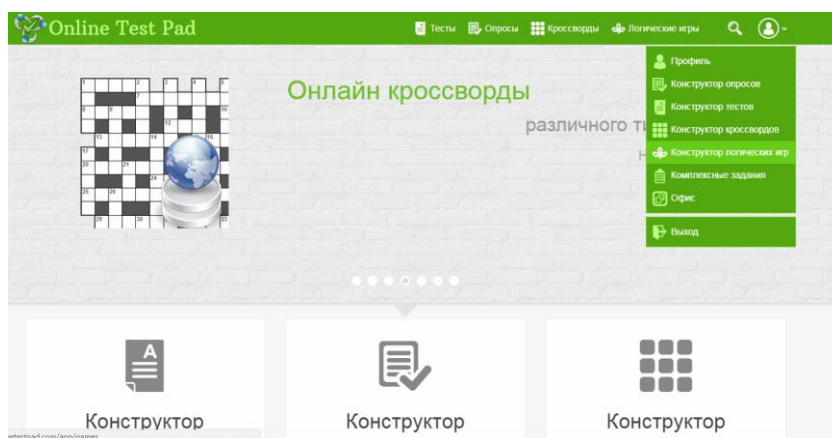 Online Test Pad
Тесты Опросы Кроссворды Логические игры
Профиль
Конструктор опросов
Конструктор тестов
Конструктор кроссвордов
Конструктор логических игр
Комплексные задания
Офис
Выход
Онлайн кроссворды
различного
A
Конструктор
Конструктор
Конструктор